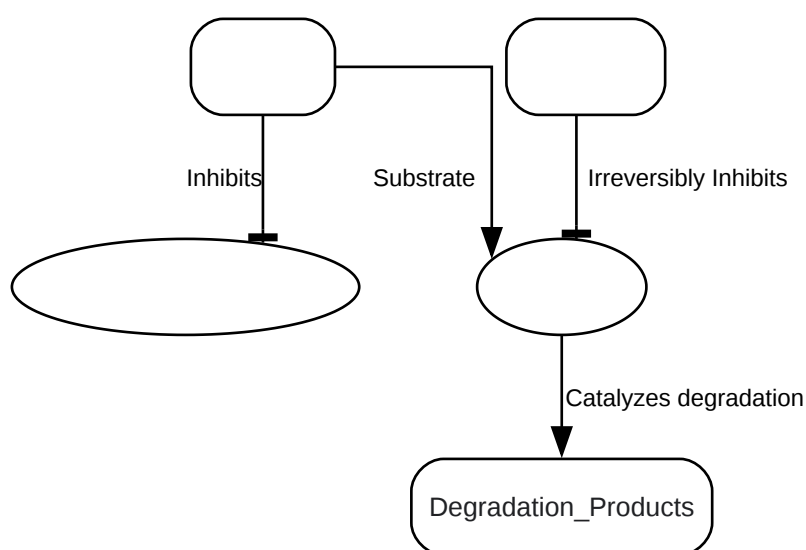 Inhibits
Substrate
Irreversibly Inhibits
Catalyzes degradation
Degradation_Products